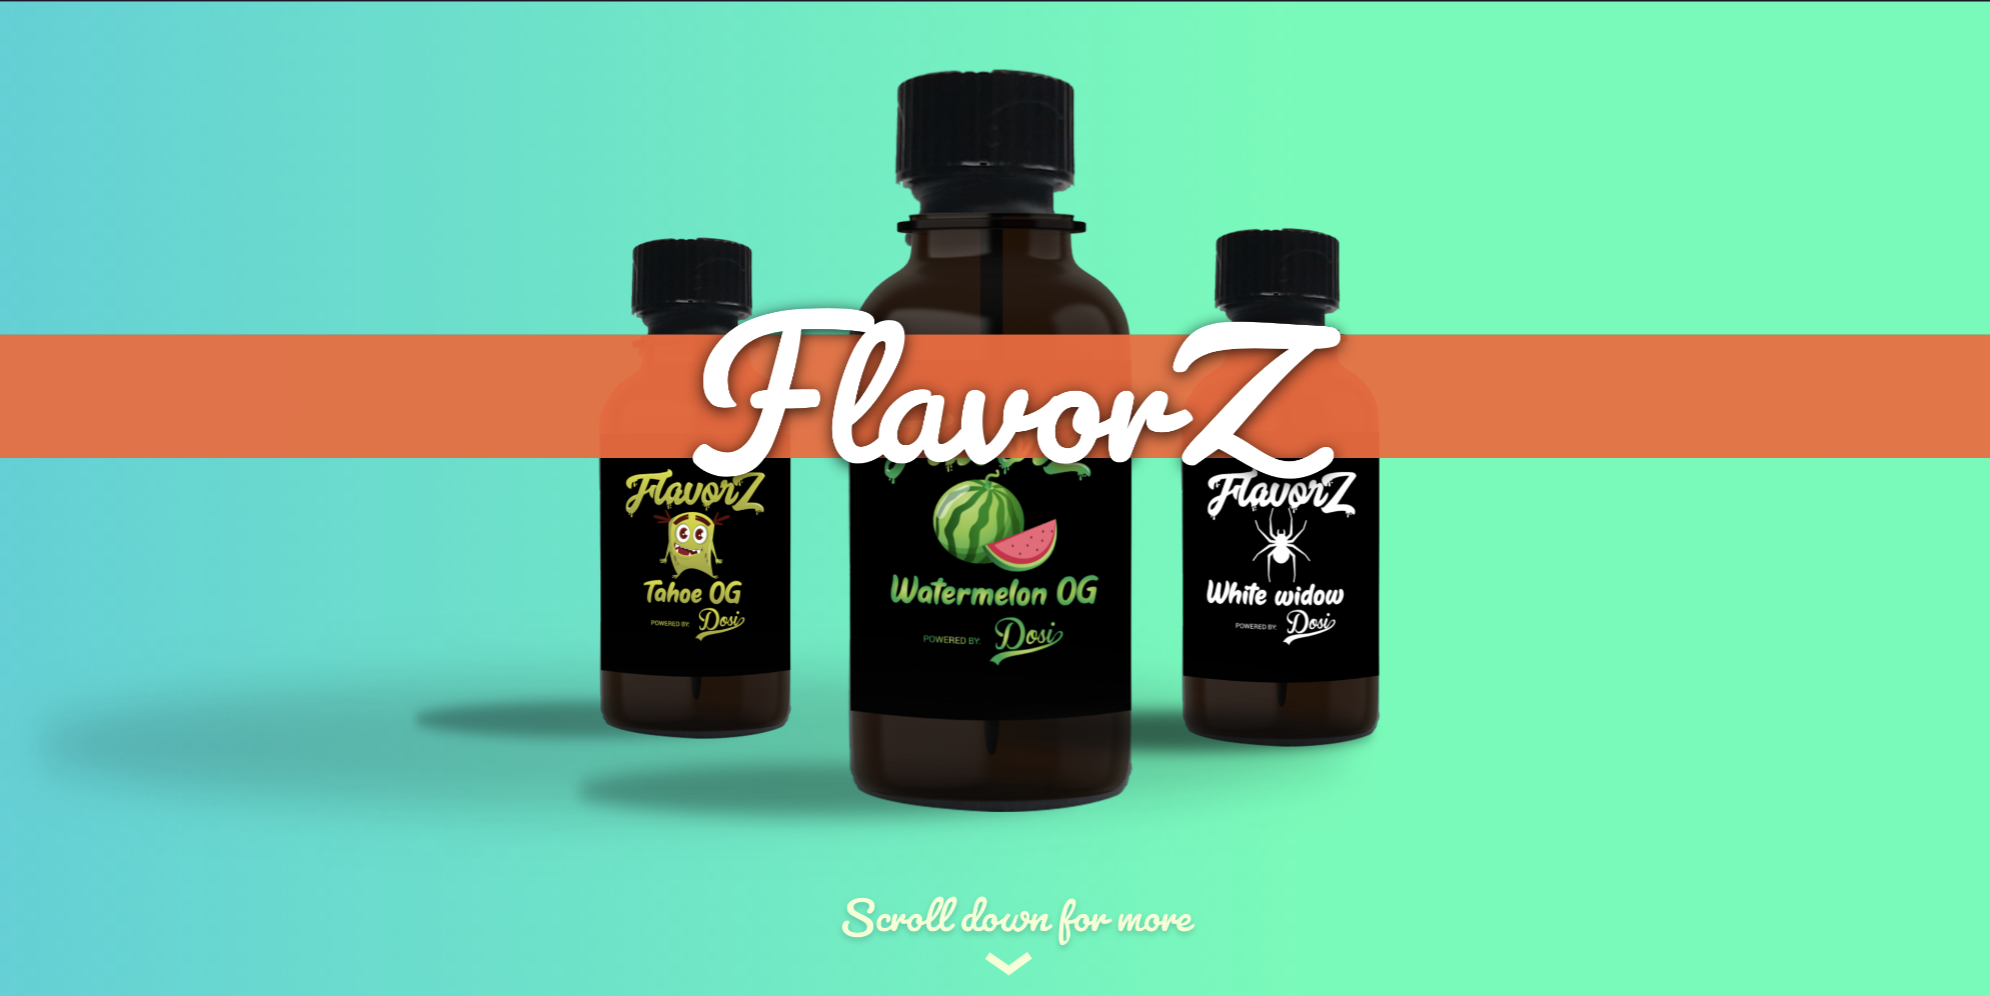 FlavorZ
FlavorZ
Tahoe OG
POWERED BY: Dosi
FlavorZ
Watermelon OG
POWERED BY: Dosi
FlavorZ
White widow
POWERED BY: Dosi
Scroll down for more